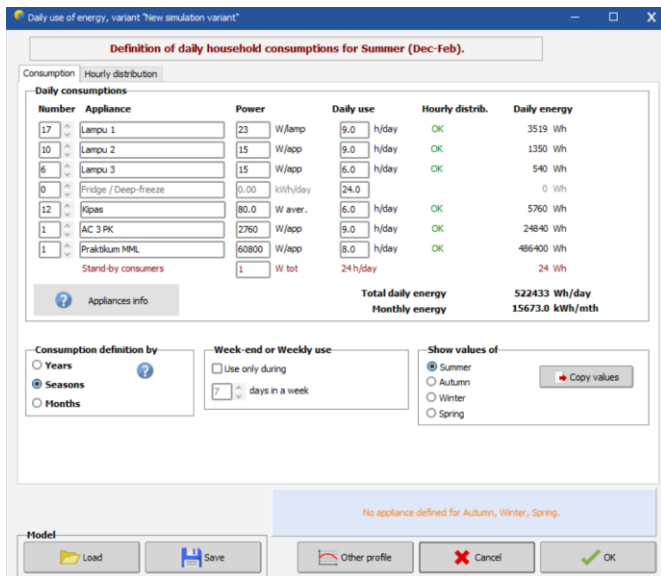 Daily use of energy, variant "New simulation variant"
Definition of daily household consumptions for Summer (Dec-Feb).
Consumption Hourly distribution
Daily consumptions
Number Appliance Power Daily use Hourly distrib. Daily energy
17 Lampu 1 23 W/lamp 9.0 h/day OK 3519 Wh
10 Lampu 2 15 W/app 9.0 h/day OK 1350 Wh
6 Lampu 3 15 W/app 6.0 h/day OK 540 Wh
0 Fridge / Deep-freeze 0.00 kWh/day 24.0 0 Wh
12 Kipas 80.0 W aver. 6.0 h/day OK 5760 Wh
1 AC 3 PK 2760 W/app 9.0 h/day OK 24840 Wh
1 Praktikum MML 60800 W/app 8.0 h/day OK 486400 Wh
Stand-by consumers 1 W tot 24 h/day 24 Wh
? Appliances info
Total daily energy 522433 Wh/day
Monthly energy 15673.0 kWh/mth
Consumption definition by
Years
Seasons
Months
?
Week-end or Weekly use
Use only during
7 days in a week
Show values of
Summer
Autumn
Winter
Spring
Copy values
No appliance defined for Autumn, Winter, Spring.
Model
Load Save Other profile Cancel OK